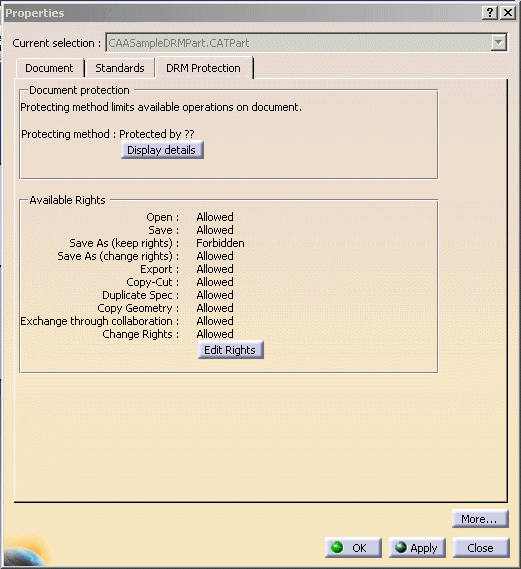 Properties
Current selection : CAASampleDRMPart.CATPart
Document Standards DRM Protection
Document protection
Protecting method limits available operations on document.
Protecting method : Protected by ??
Display details
Available Rights
Open : Allowed
Save : Allowed
Save As (keep rights) : Forbidden
Save As (change rights) : Allowed
Export : Allowed
Copy-Cut : Allowed
Duplicate Spec : Allowed
Copy Geometry : Allowed
Exchange through collaboration : Allowed
Change Rights : Allowed
Edit Rights
More...
OK Apply Close